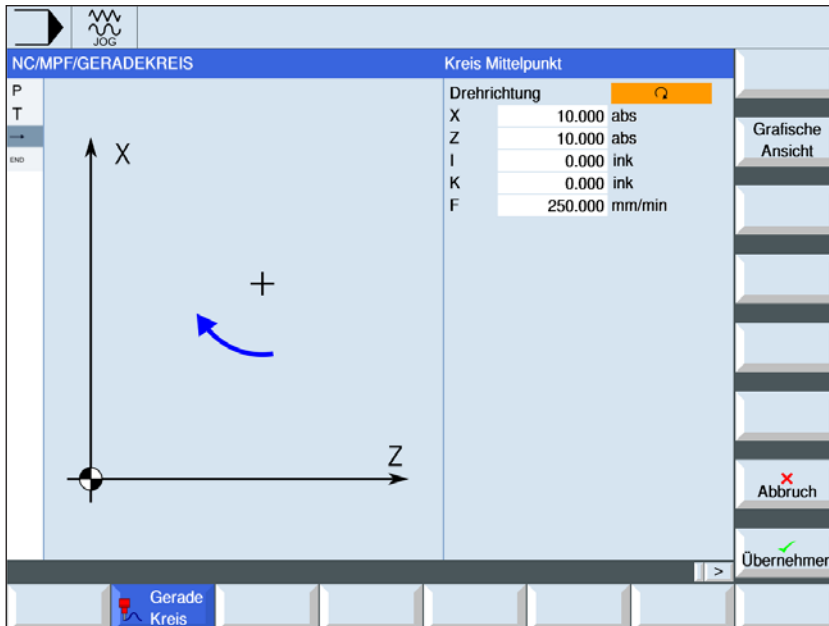 JOG
NC/MPF/GERADEKREIS
Kreis Mittelpunkt
P
T
END
X
Z
Drehrichtung
X 10.000 abs
Z 10.000 abs
I 0.000 ink
K 0.000 ink
F 250.000 mm/min
Grafische
Ansicht
Abbruch
Übernehmen
>
Gerade
Kreis